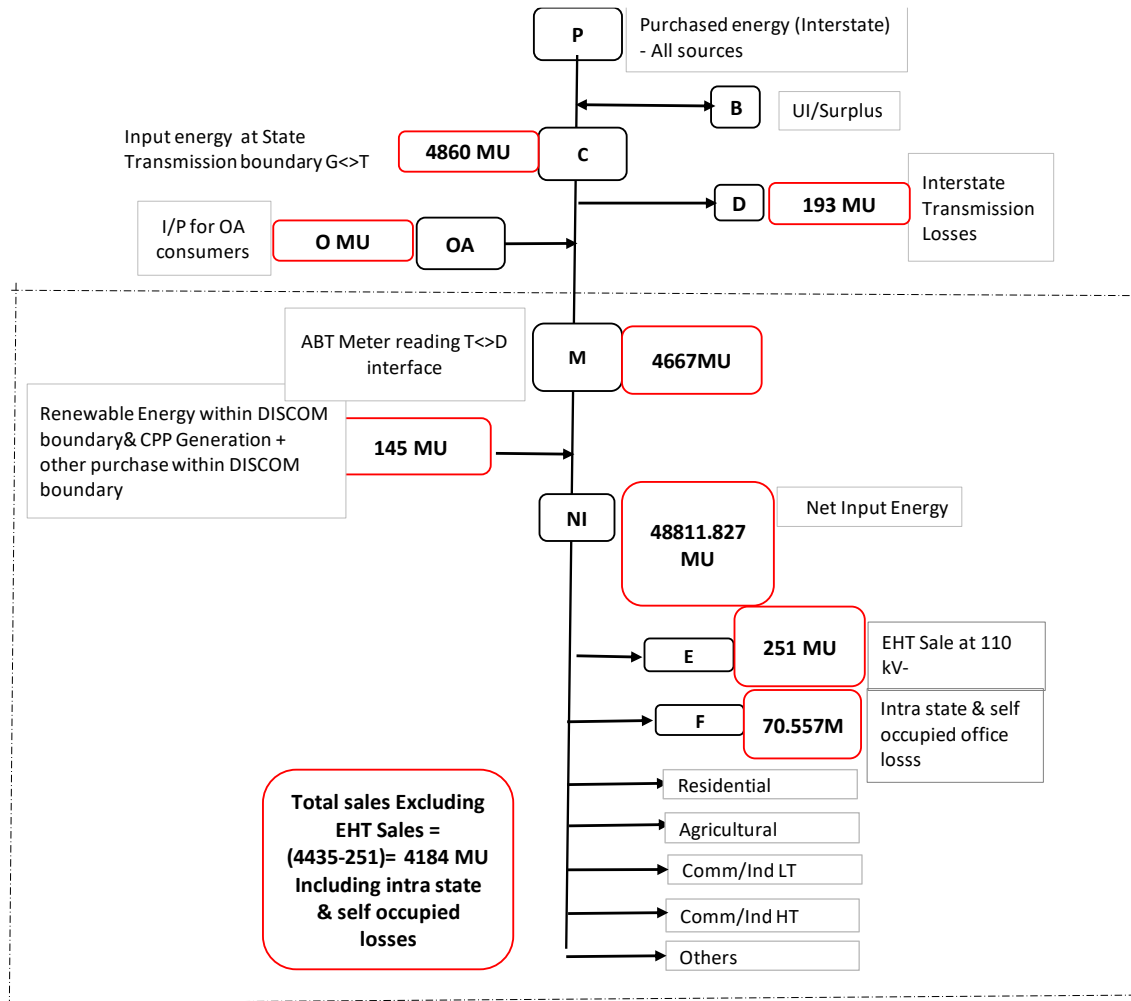 P
Purchased energy (Interstate)
- All sources
B
UI/Surplus
Input energy at State
Transmission boundary G<>T
4860 MU
C
D
193 MU
Interstate
Transmission
Losses
I/P for OA
consumers
O MU
OA
ABT Meter reading T<>D
interface
M
4667MU
Renewable Energy within DISCOM
boundary& CPP Generation +
other purchase within DISCOM
boundary
145 MU
NI
48811.827
MU
Net Input Energy
E
251 MU
EHT Sale at 110
kV-
F
70.557M
Intra state & self
occupied office
losss
Total sales Excluding
EHT Sales =
(4435-251)= 4184 MU
Including intra state
& self occupied
losses
Residential
Agricultural
Comm/Ind LT
Comm/Ind HT
Others